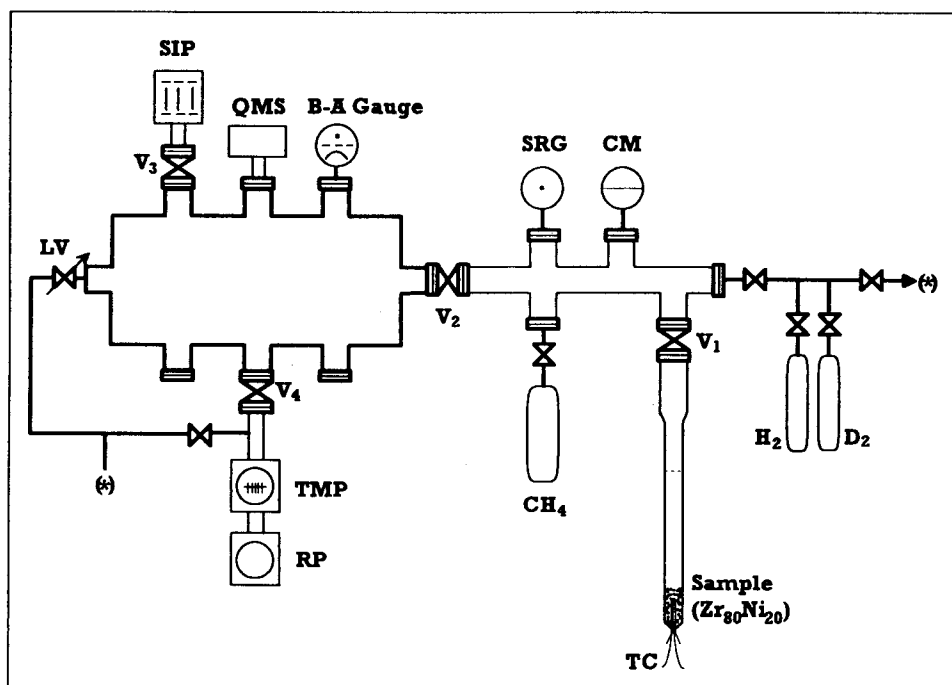 SIP
QMS
B-A Gauge
SRG
CM
V3
LV
(*)
V2
V1
V4
H2
D2
(*)
TMP
CH4
RP
Sample
(Zr80Ni20)
TC